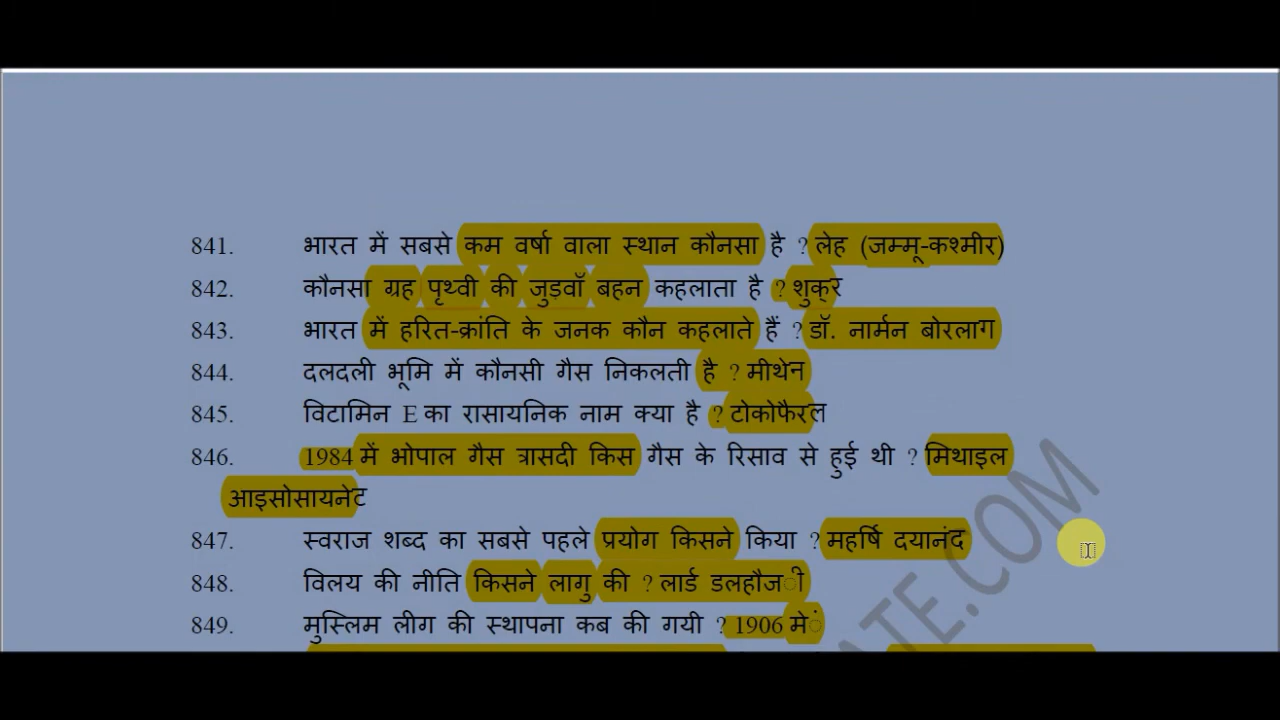 841. भारत में सबसे कम वर्षा वाला स्थान कौनसा है ? लेह (जम्मू-कश्मीर)
842. कौनसा ग्रह पृथ्वी की जुड़वाँ बहन कहलाता है ? शुक्र
843. भारत में हरित-क्रांति के जनक कौन कहलाते हैं ? डॉ. नार्मन बोरलाग
844. दलदली भूमि में कौनसी गैस निकलती है ? मीथेन
845. विटामिन E का रासायनिक नाम क्या है ? टोकोफैरल
846. 1984 में भोपाल गैस त्रासदी किस गैस के रिसाव से हुई थी ? मिथाइल
आइसोसायनेट
847. स्वराज शब्द का सबसे पहले प्रयोग किसने किया ? महर्षि दयानंद
848. विलय की नीति किसने लागु की ? लार्ड डलहौजी
849. मुस्लिम लीग की स्थापना कब की गयी ? 1906 में
ATE.COM